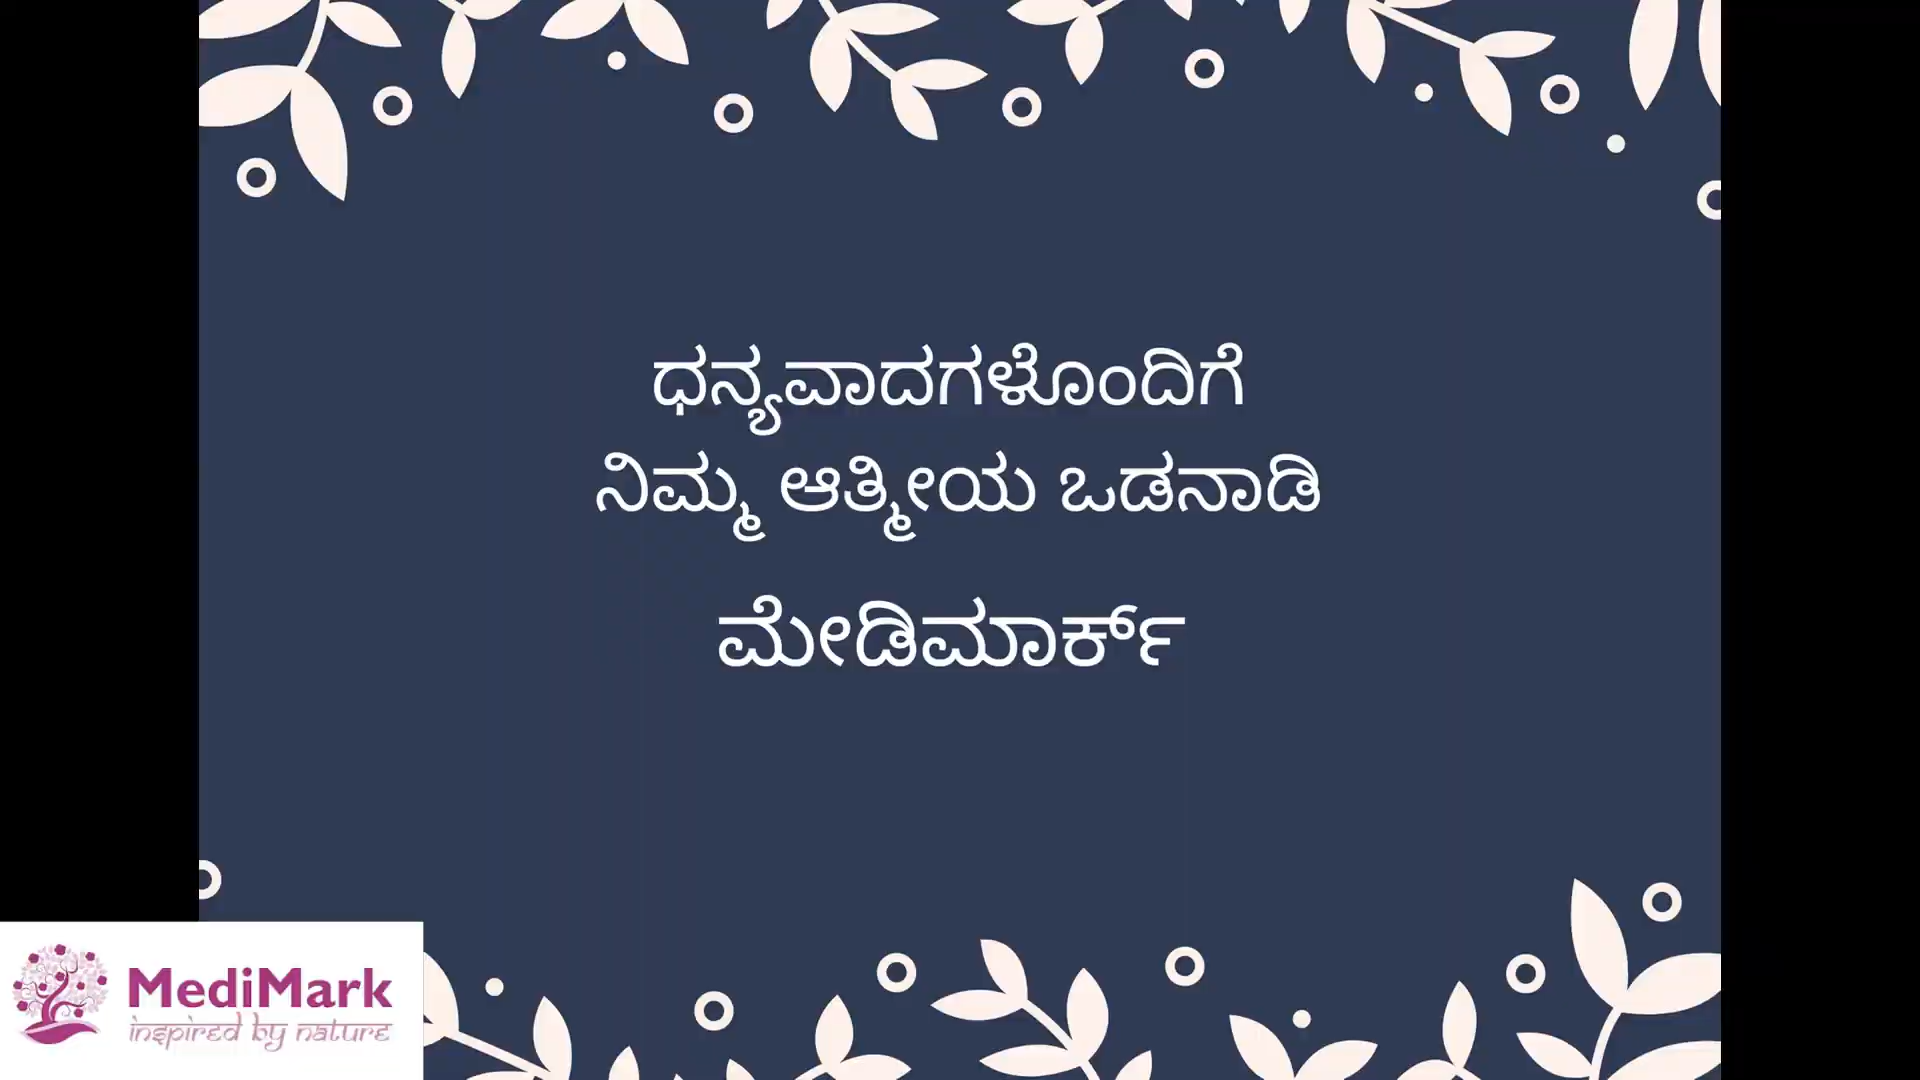 ಧನ್ಯವಾದಗಳೊಂದಿಗೆ
ನಿಮ್ಮ ಆತ್ಮೀಯ ಒಡನಾಡಿ
ಮೇಡಿಮಾರ್ಕ್
MediMark
inspired by nature